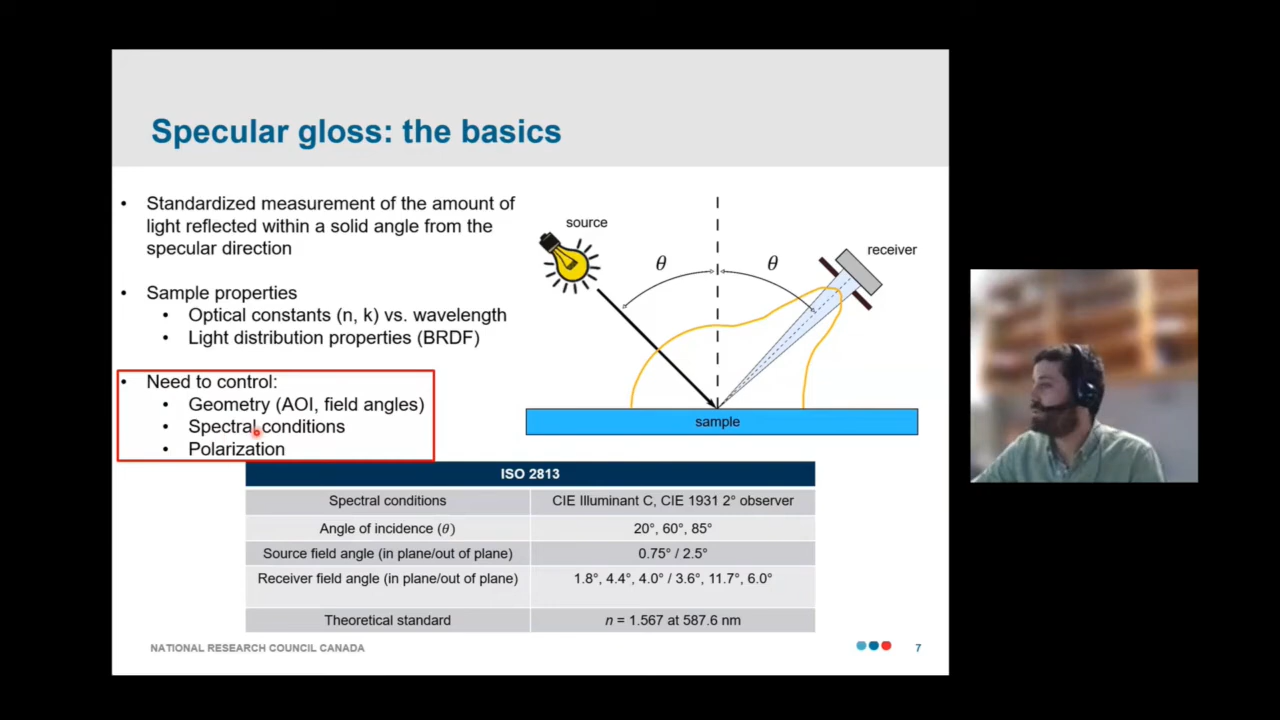 Specular gloss: the basics
• Standardized measurement of the amount of
light reflected within a solid angle from the
specular direction
• Sample properties
• Optical constants (n, k) vs. wavelength
• Light distribution properties (BRDF)
• Need to control:
• Geometry (AOI, field angles)
• Spectral conditions
• Polarization
source
θ
θ
receiver
sample
ISO 2813
Spectral conditions CIE Illuminant C, CIE 1931 2° observer
Angle of incidence (θ) 20°, 60°, 85°
Source field angle (in plane/out of plane) 0.75° / 2.5°
Receiver field angle (in plane/out of plane) 1.8°, 4.4°, 4.0° / 3.6°, 11.7°, 6.0°
Theoretical standard n = 1.567 at 587.6 nm
NATIONAL RESEARCH COUNCIL CANADA
7